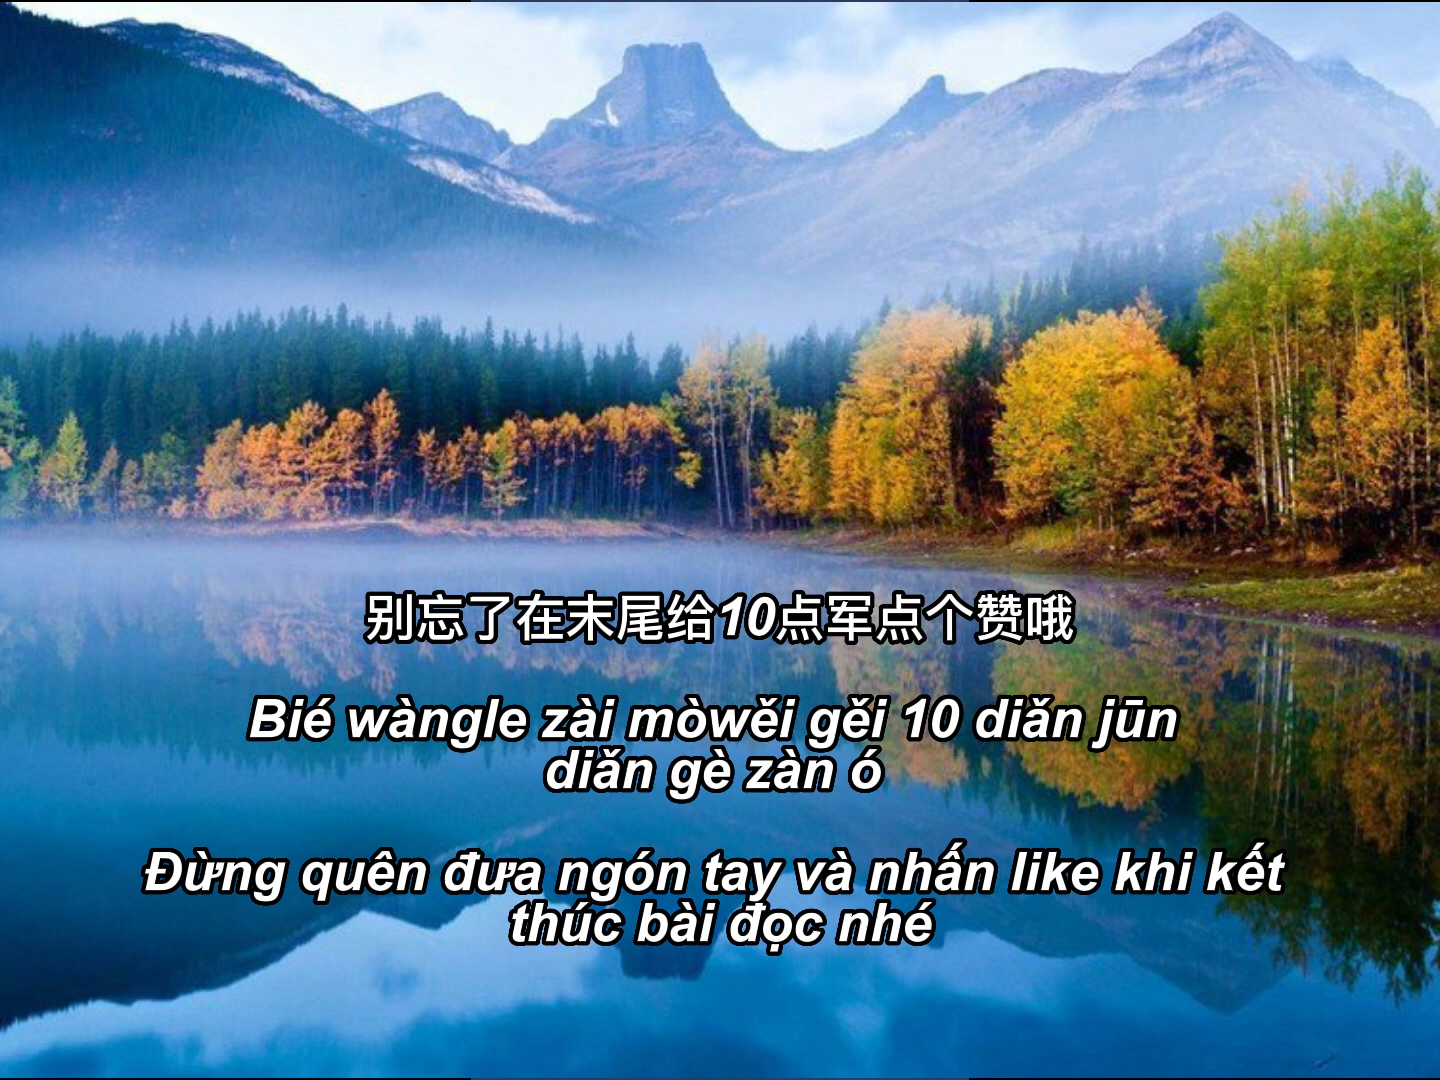 别忘了在末尾给10点军点个赞哦
Bié wàngle zài mòwěi gěi 10 diǎn jūn
diǎn gè zàn ó
Đừng quên đưa ngón tay và nhấn like khi kết
thúc bài đọc nhé